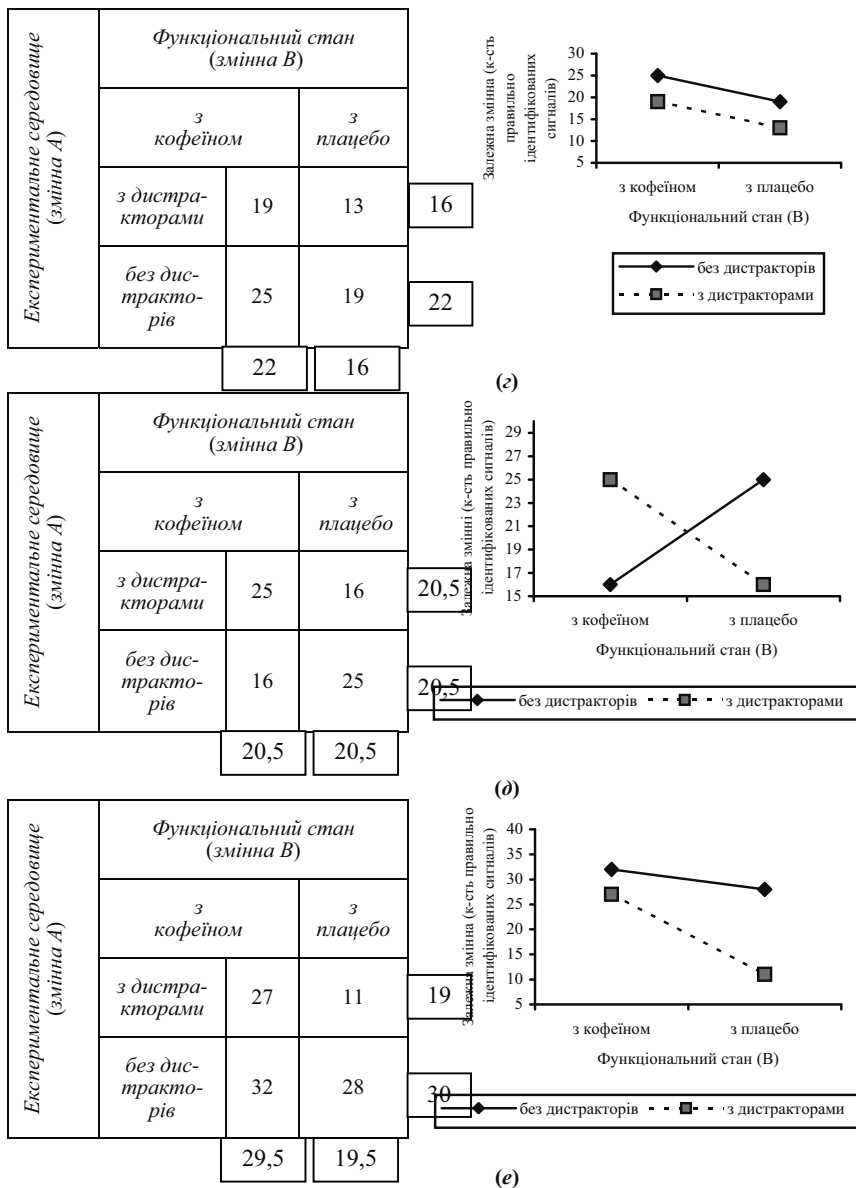 Експериментальне середовище
(змінна А)
Функціональний стан
(змінна В)
з
кофеїном
з
плацебо
з дистра-
кторами
19
13
16
без дис-
тракто-
рів
25
19
22
22
16
Залежна змінна (к-сть
правильно
ідентифікованих
сигналів)
30
25
20
15
10
5
з кофеїном
з плацебо
Функціональний стан (В)
без дистракторів
з дистракторами
(г)
Експериментальне середовище
(змінна А)
Функціональний стан
(змінна В)
з
кофеїном
з
плацебо
з дистра-
кторами
25
16
20,5
без дис-
тракто-
рів
16
25
20,5
20,5
20,5
Залежна змінні (к-сть правильно
ідентифікованих сигналів)
29
27
25
23
21
19
17
15
з кофеїном
з плацебо
Функціональний стан (В)
без дистракторів
з дистракторами
(д)
Експериментальне середовище
(змінна А)
Функціональний стан
(змінна В)
з
кофеїном
з
плацебо
з дистра-
кторами
27
11
19
без дис-
тракто-
рів
32
28
30
29,5
19,5
Залежна змінна (к-сть правильно
ідентифікованих сигналів)
40
35
30
25
20
15
10
5
з кофеїном
з плацебо
Функціональний стан (В)
без дистракторів
з дистракторами
(е)